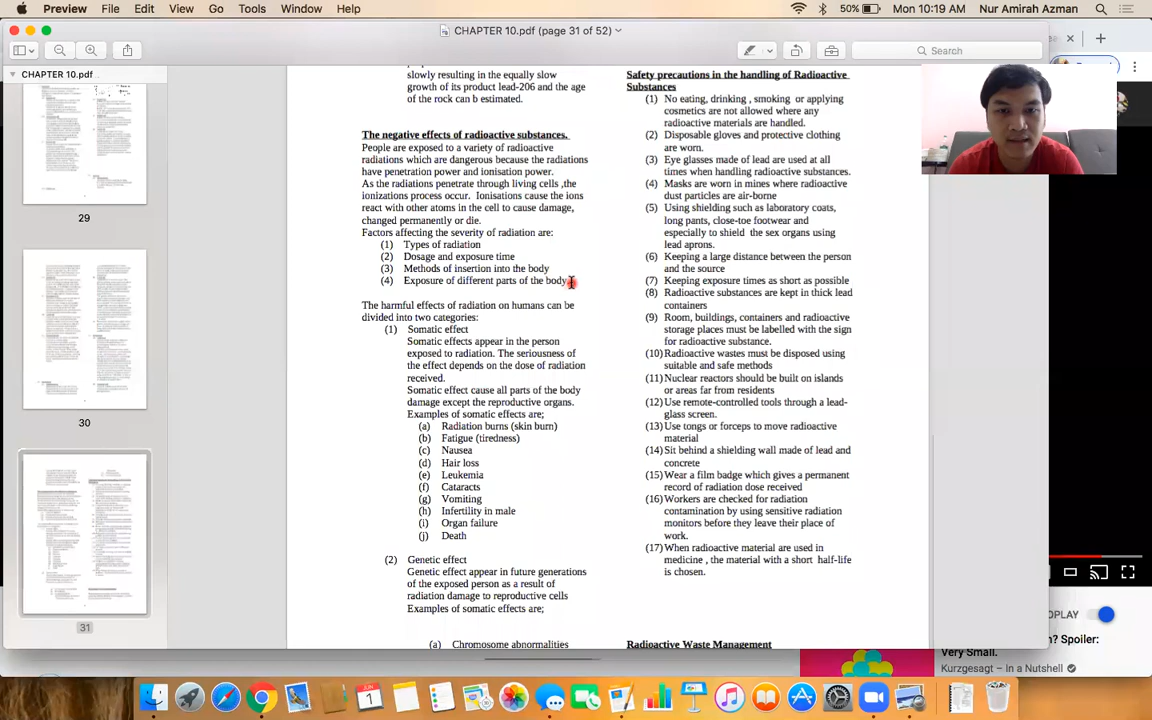 Preview File Edit View Go Tools Window Help 50% Mon 10:19 AM Nur Amirah Azman
CHAPTER 10.pdf (page 31 of 52)
Search
CHAPTER 10.pdf
29
30
31
slowly resulting in the equally slow
growth of its product lead-206 and the age
of the rock can b estimated.
The negative effects of radioactive substances.
People are exposed to a variety of radioactive
radiations which are dangerous because the radiations
have penetration power and ionisation power.
As the radiations penetrate through living cells ,the
ionizations process occur. Ionisations cause the ions
react with other atoms in the cell to cause damage,
changed permanently or die.
Factors affecting the severity of radiation are:
(1) Types of radiation
(2) Dosage and exposure time
(3) Methods of insertion into the body
(4) Exposure of different parts of the body
The harmful effects of radiation on humans can be
divided into two categories:
(1) Somatic effect
Somatic effects appear in the person
exposed to radiation. The seriousness of
the effect depends on the dose of radiation
received.
Somatic effect cause all parts of the body
damage except the reproductive organs.
Examples of somatic effects are;
(a) Radiation burns (skin burn)
(b) Fatigue (tiredness)
(c) Nausea
(d) Hair loss
(e) Leukemia
(f) Cataracts
(g) Vomiting
(h) Infertility in male
(i) Organ failure
(j) Death
(2) Genetic effect
Genetic effect appear in future generations
of the exposed person as a result of
radiation damage to reproductive cells
Examples of somatic effects are;
(a) Chromosome abnormalities
Safety precautions in the handling of Radioactive
Substances
(1) No eating, drinking , smoking or applying
cosmetics are not allowed where any
radioactive materials are handled.
(2) Disposable gloves and protective clothing
are worn.
(3) Eye glasses made of lead are used at all
times when handling radioactive substances.
(4) Masks are worn in mines where radioactive
dust particles are air-borne
(5) Using shielding such as laboratory coats,
long pants, close-toe footwear and
especially to shield the sex organs using
lead aprons.
(6) Keeping a large distance between the person
and the source
(7) Keeping exposure times as short as possible
(8) Radioactive substances are kept in thick lead
containers
(9) Room, buildings, containers and radioactive
storage places must be labelled with the sign
for radioactive substance.
(10) Radioactive wastes must be disposed using
suitable and safe methods
(11) Nuclear reactors should be built on islands
or areas far from residents
(12) Use remote-controlled tools through a lead-
glass screen.
(13) Use tongs or forceps to move radioactive
material
(14) Sit behind a shielding wall made of lead and
concrete
(15) Wear a film badge which gives a permanent
record of radiation dose received
(16) Workers are checked for radiation
contamination by using sensitive radiation
monitors before they leave their place of
work.
(17) When radioactive material are used in
medicine , the material with a short half-life
is chosen.
Radioactive Waste Management
OPLAY
n? Spoiler:
Very Small.
Kurzgesagt – In a Nutshell
JUN
1